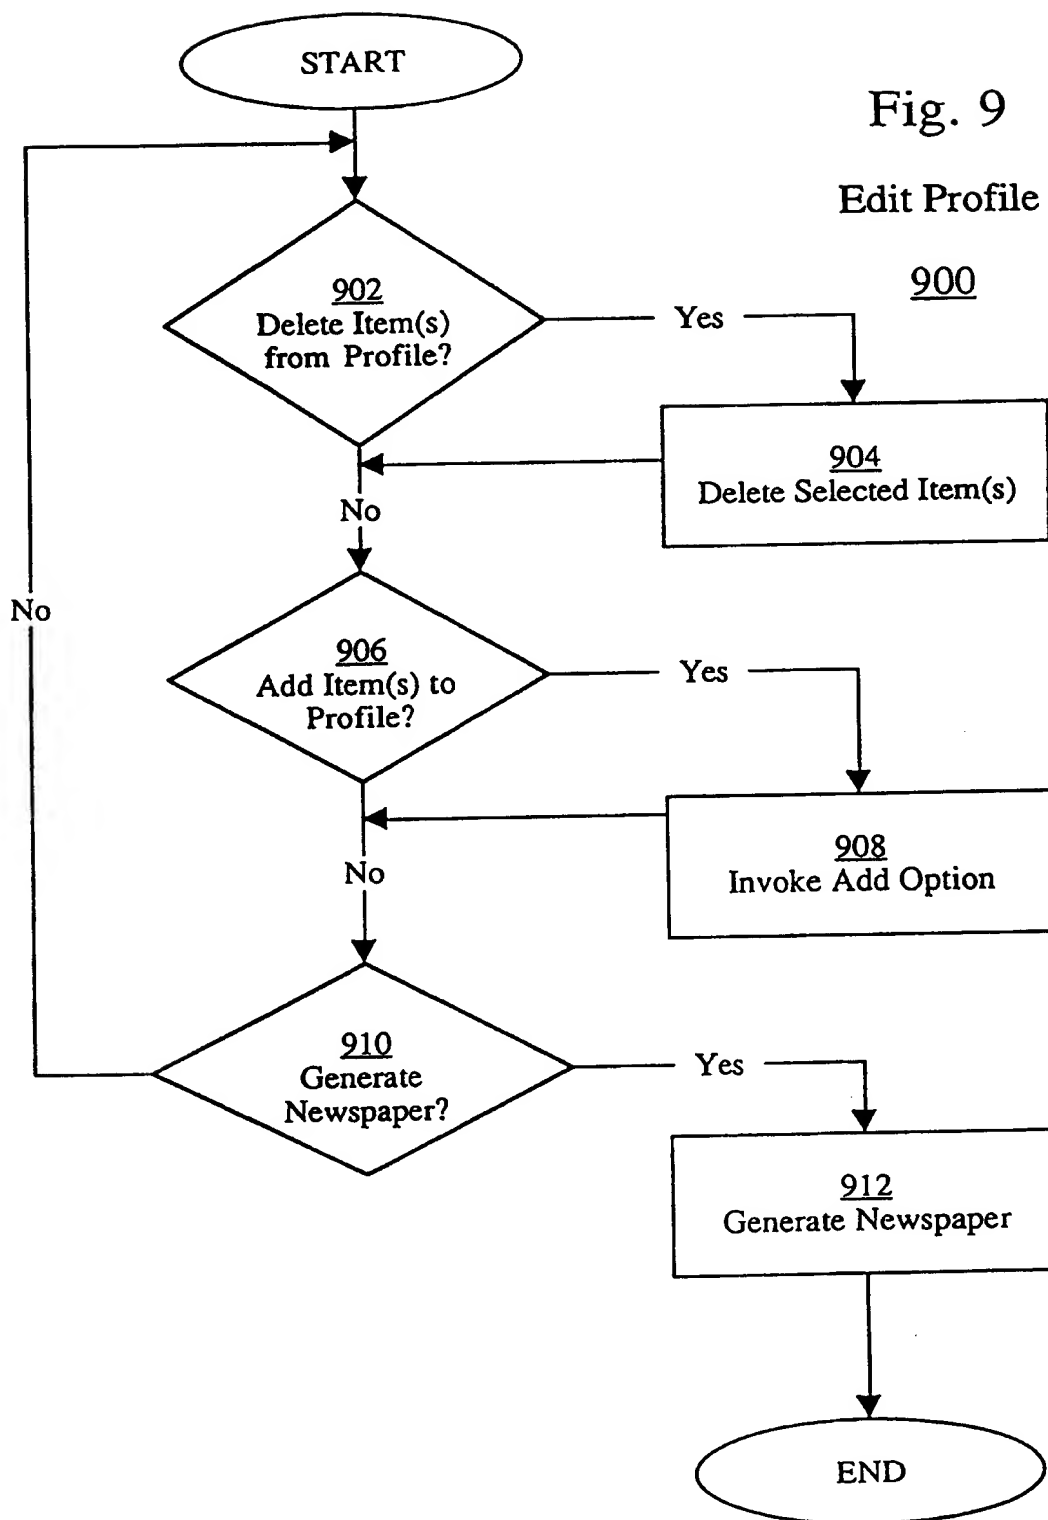 START
Fig. 9
Edit Profile
900
902
Delete Item(s)
from Profile?
Yes
904
Delete Selected Item(s)
No
No
906
Add Item(s) to
Profile?
Yes
908
Invoke Add Option
No
910
Generate
Newspaper?
Yes
912
Generate Newspaper
END